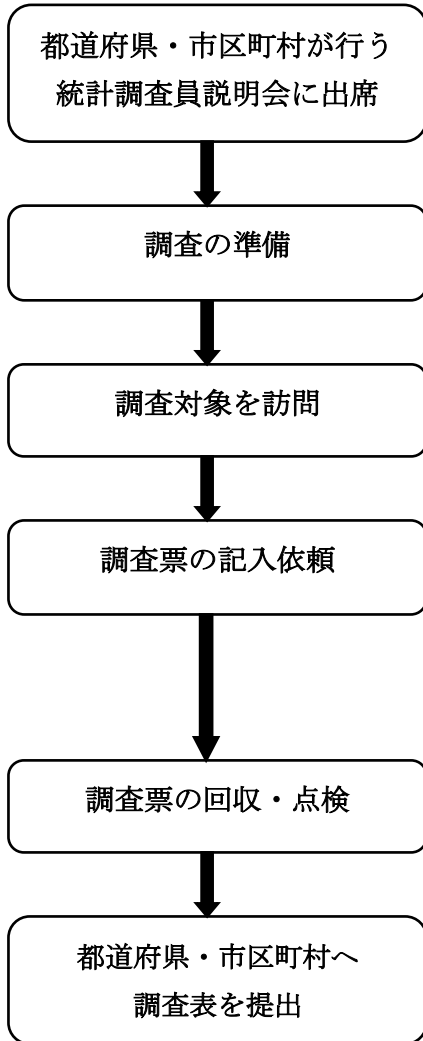 都道府県・市区町村が行う
統計調査員説明会に出席
調査の準備
調査対象を訪問
調査票の記入依頼
調査票の回収・点検
都道府県・市区町村へ
調査表を提出